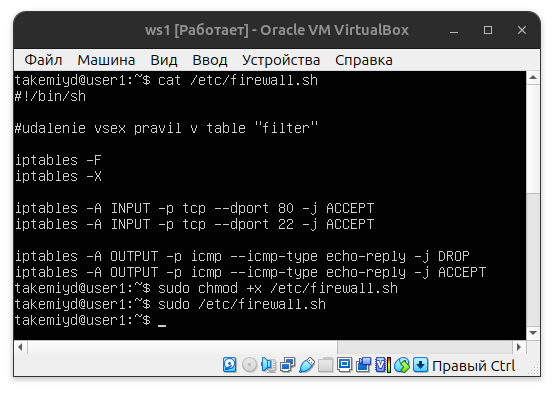 ws1 [Работает] - Oracle VM VirtualBox
Файл Машина Вид Ввод Устройства Справка
takemiyd@user1:~$ cat /etc/firewall.sh
#!/bin/sh
#udalenie vsex pravil v table "filter"
iptables -F
iptables -X
iptables -A INPUT -p tcp --dport 80 -j ACCEPT
iptables -A INPUT -p tcp --dport 22 -j ACCEPT
iptables -A OUTPUT -p icmp --icmp-type echo-reply -j DROP
iptables -A OUTPUT -p icmp --icmp-type echo-reply -j ACCEPT
takemiyd@user1:~$ sudo chmod +x /etc/firewall.sh
takemiyd@user1:~$ sudo /etc/firewall.sh
takemiyd@user1:~$ _
Правый Ctrl